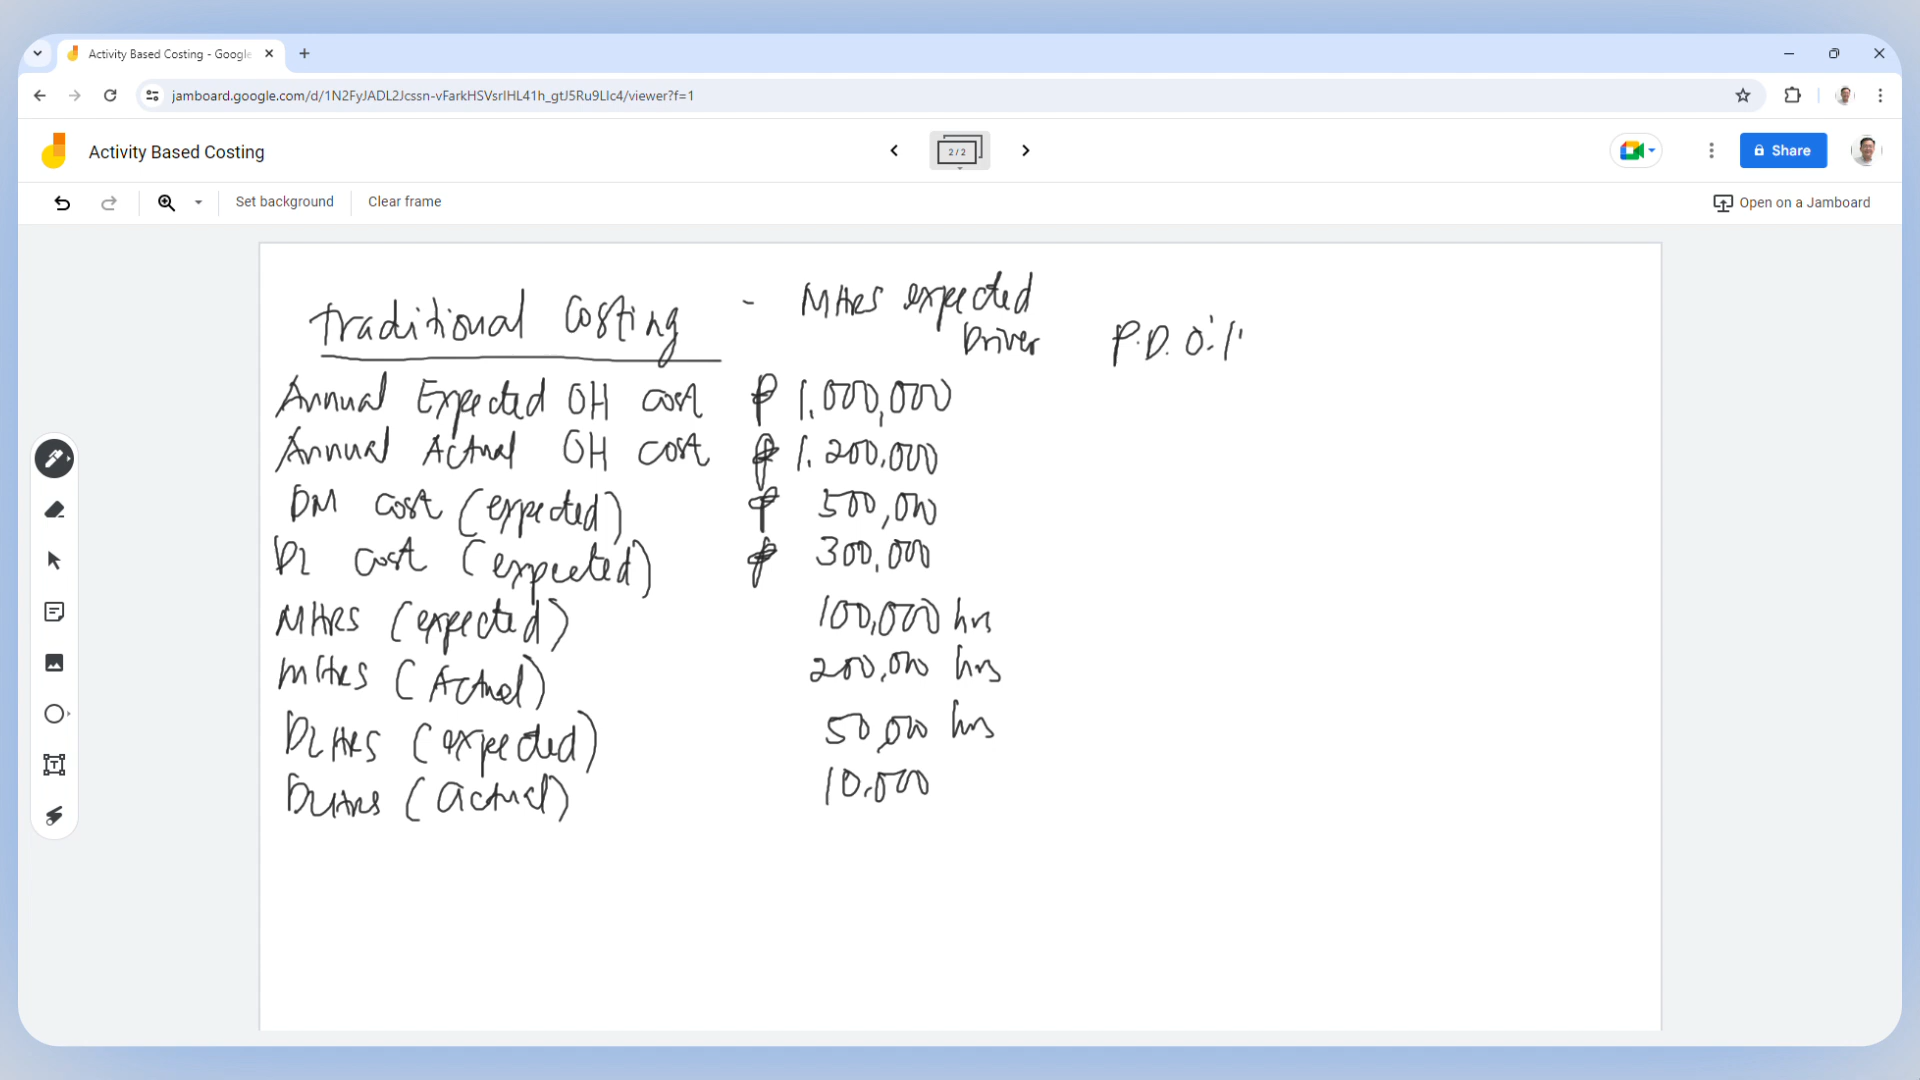 Activity Based Costing - Google
jamboard.google.com/d/1N2FyJADL2Jcssn-vFarkHSVsrIHL41h_gtJ5Ru9LIc4/viewer?f=1
Activity Based Costing
2 / 2
Share
Set background
Clear frame
Open on a Jamboard
Traditional Costing - MHRS expected
Driver P.D. O
Annual Expected OH cost ₱ 1,000,000
Annual Actual OH cost ₱ 1.200.000
DM cost (expected) ₱ 500,000
DL cost (expected) ₱ 300,000
MHRS (expected) 100,000 hrs
MHRS (Actual) 200,000 hrs
DLHRS (expected) 50,000 hrs
DLHRS (actual) 10,000